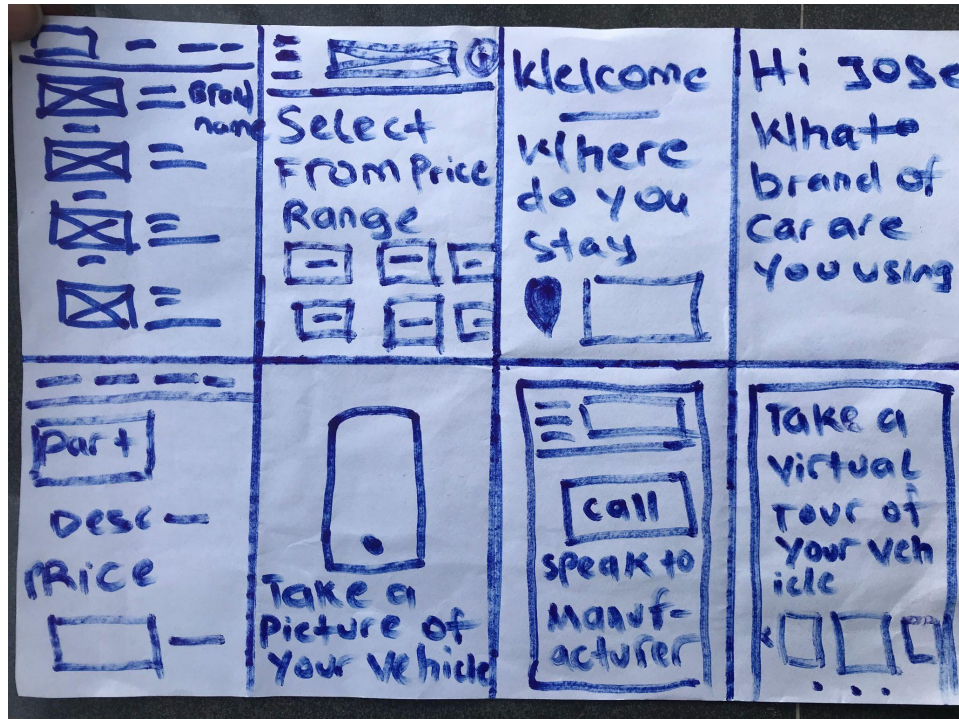 Brand
name
Select
From Price
Range
Welcome
Where
do you
Stay
Hi JOSE
What
brand of
Car are
You using
Part
Desc
PRice
Take a
Picture of
Your Vehicle
call
speak to
Manuf-
acturer
Take a
Virtual
Tour of
Your Veh
icle